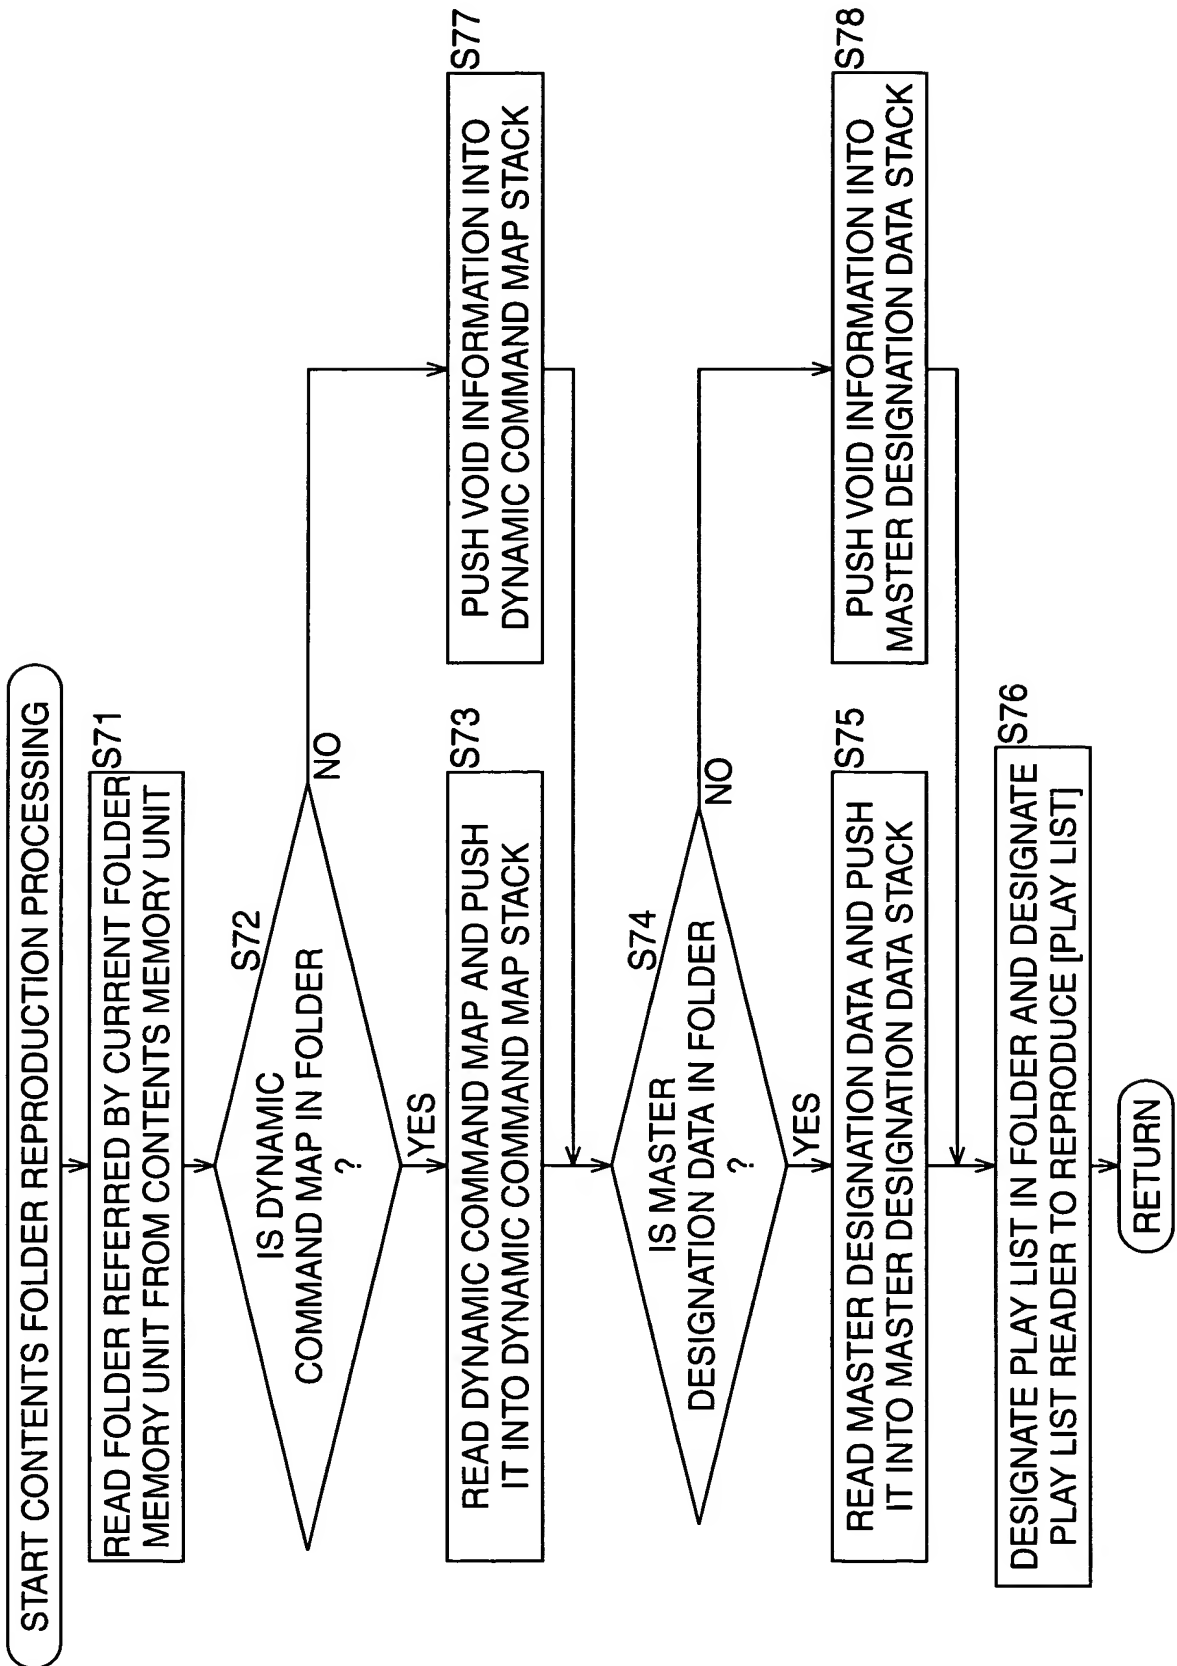 START CONTENTS FOLDER REPRODUCTION PROCESSING
S71
READ FOLDER REFERRED BY CURRENT FOLDER
MEMORY UNIT FROM CONTENTS MEMORY UNIT
S72
IS DYNAMIC
COMMAND MAP IN FOLDER
?
NO
YES
S73
READ DYNAMIC COMMAND MAP AND PUSH
IT INTO DYNAMIC COMMAND MAP STACK
S77
PUSH VOID INFORMATION INTO
DYNAMIC COMMAND MAP STACK
S74
IS MASTER
DESIGNATION DATA IN FOLDER
?
NO
YES
S75
READ MASTER DESIGNATION DATA AND PUSH
IT INTO MASTER DESIGNATION DATA STACK
S78
PUSH VOID INFORMATION INTO
MASTER DESIGNATION DATA STACK
S76
DESIGNATE PLAY LIST IN FOLDER AND DESIGNATE
PLAY LIST READER TO REPRODUCE [PLAY LIST]
RETURN